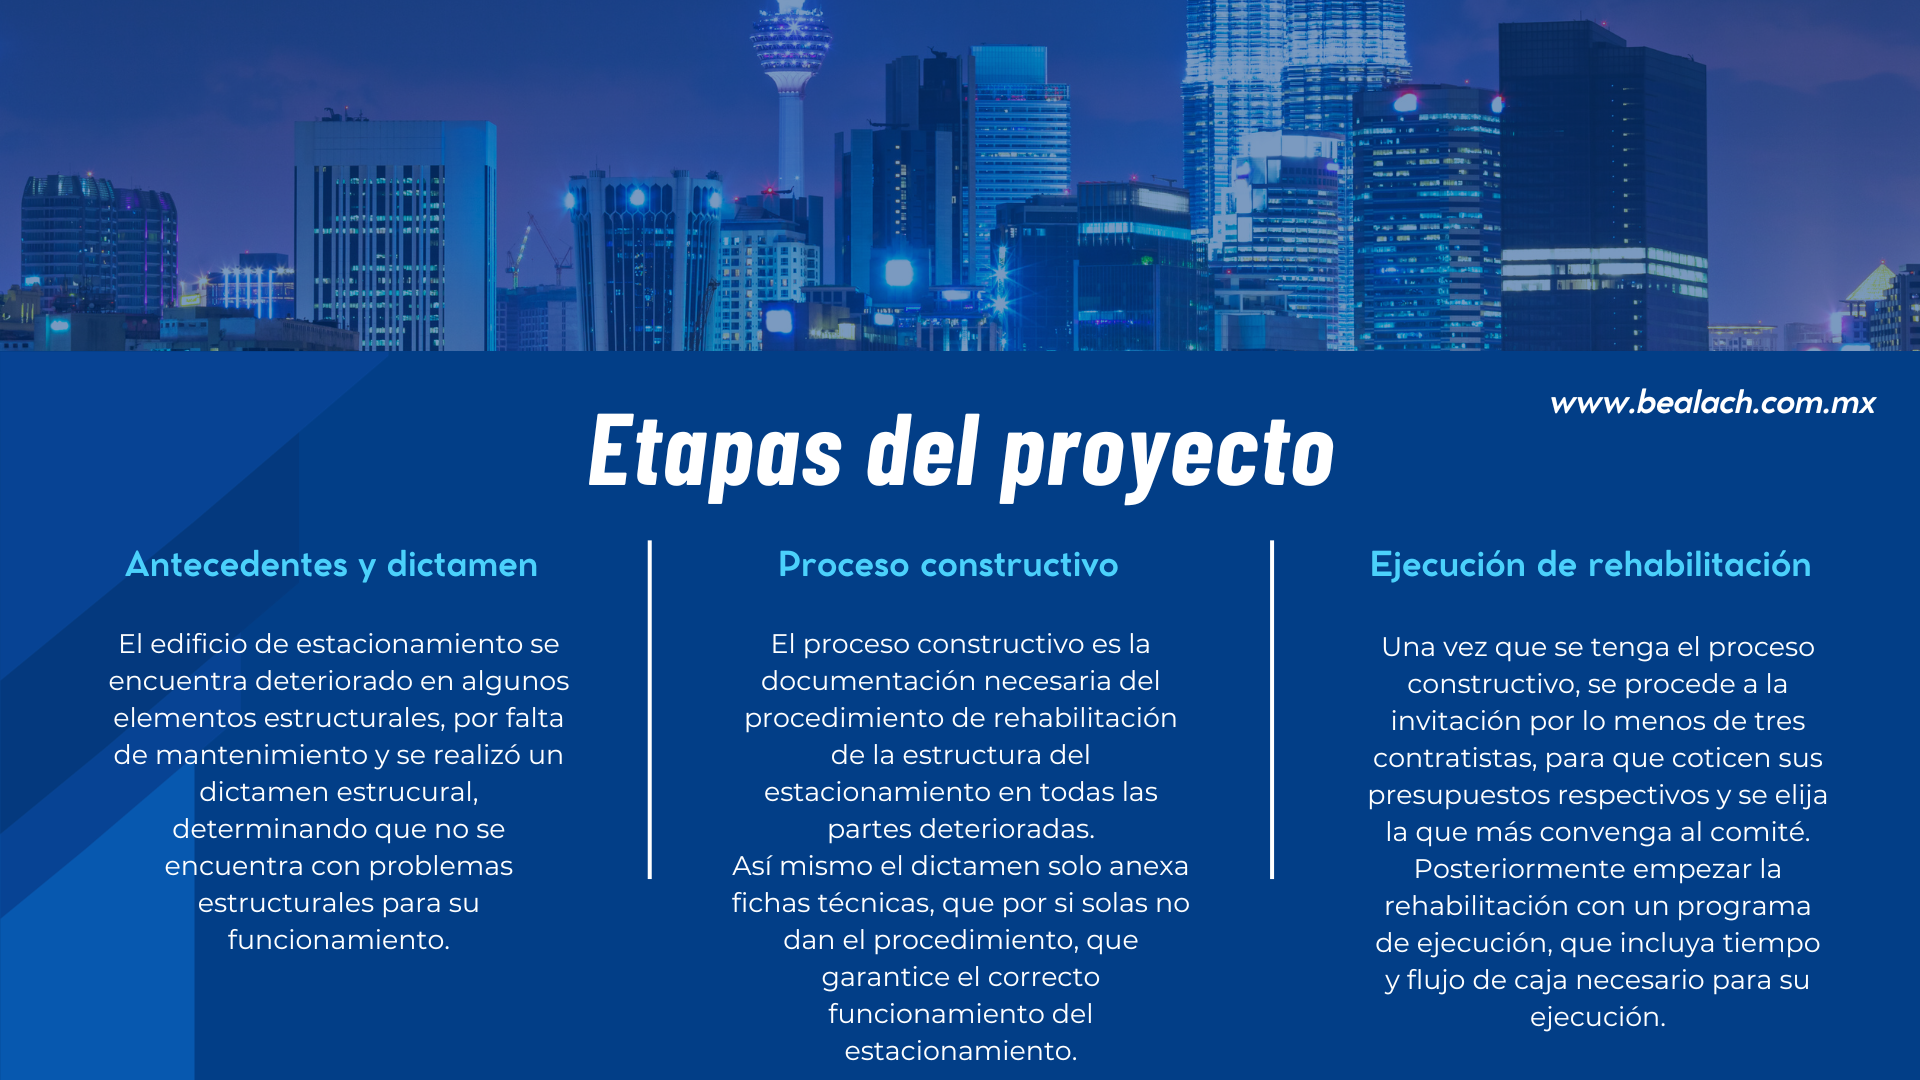 www.bealach.com.mx
Etapas del proyecto
Antecedentes y dictamen
El edificio de estacionamiento se
encuentra deteriorado en algunos
elementos estructurales, por falta
de mantenimiento y se realizó un
dictamen estrucural,
determinando que no se
encuentra con problemas
estructurales para su
funcionamiento.
Proceso constructivo
El proceso constructivo es la
documentación necesaria del
procedimiento de rehabilitación
de la estructura del
estacionamiento en todas las
partes deterioradas.
Así mismo el dictamen solo anexa
fichas técnicas, que por si solas no
dan el procedimiento, que
garantice el correcto
funcionamiento del
estacionamiento.
Ejecución de rehabilitación
Una vez que se tenga el proceso
constructivo, se procede a la
invitación por lo menos de tres
contratistas, para que coticen sus
presupuestos respectivos y se elija
la que más convenga al comité.
Posteriormente empezar la
rehabilitación con un programa
de ejecución, que incluya tiempo
y flujo de caja necesario para su
ejecución.